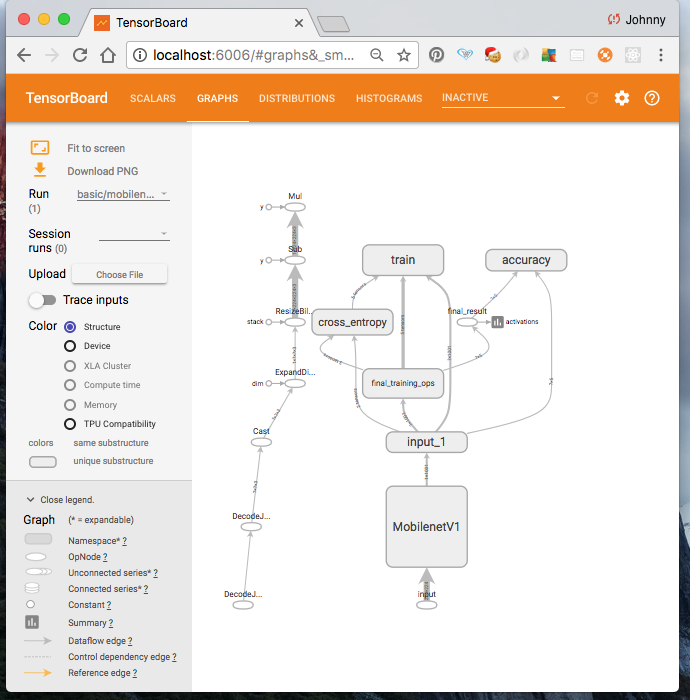 TensorBoard
Johnny
localhost:6006/#graphs&_sm…
TensorBoard
SCALARS
GRAPHS
DISTRIBUTIONS
HISTOGRAMS
INACTIVE
Fit to screen
Download PNG
Run
(1)
basic/mobilen...
Session
runs (0)
Upload
Choose File
Trace inputs
Color
Structure
Device
XLA Cluster
Compute time
Memory
TPU Compatibility
colors
same substructure
unique substructure
Close legend.
Graph
(* = expandable)
Namespace* ?
OpNode ?
Unconnected series* ?
Connected series* ?
Constant ?
Summary ?
Dataflow edge ?
Control dependency edge ?
Reference edge ?
Mul
y
Sub
y
ResizeBil...
stack
ExpandDi...
dim
Cast
DecodeJ...
DecodeJ...
train
accuracy
cross_entropy
final_result
activations
final_training_ops
input_1
MobilenetV1
input